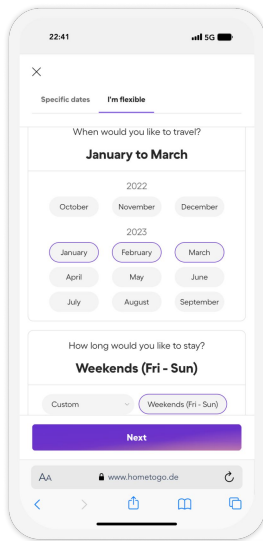 22:41 5G
Specific dates I'm flexible
When would you like to travel?
January to March
2022
October November December
2023
January February March
April May June
July August September
How long would you like to stay?
Weekends (Fri - Sun)
Custom Weekends (Fri - Sun)
Next
AA www.hometogo.de